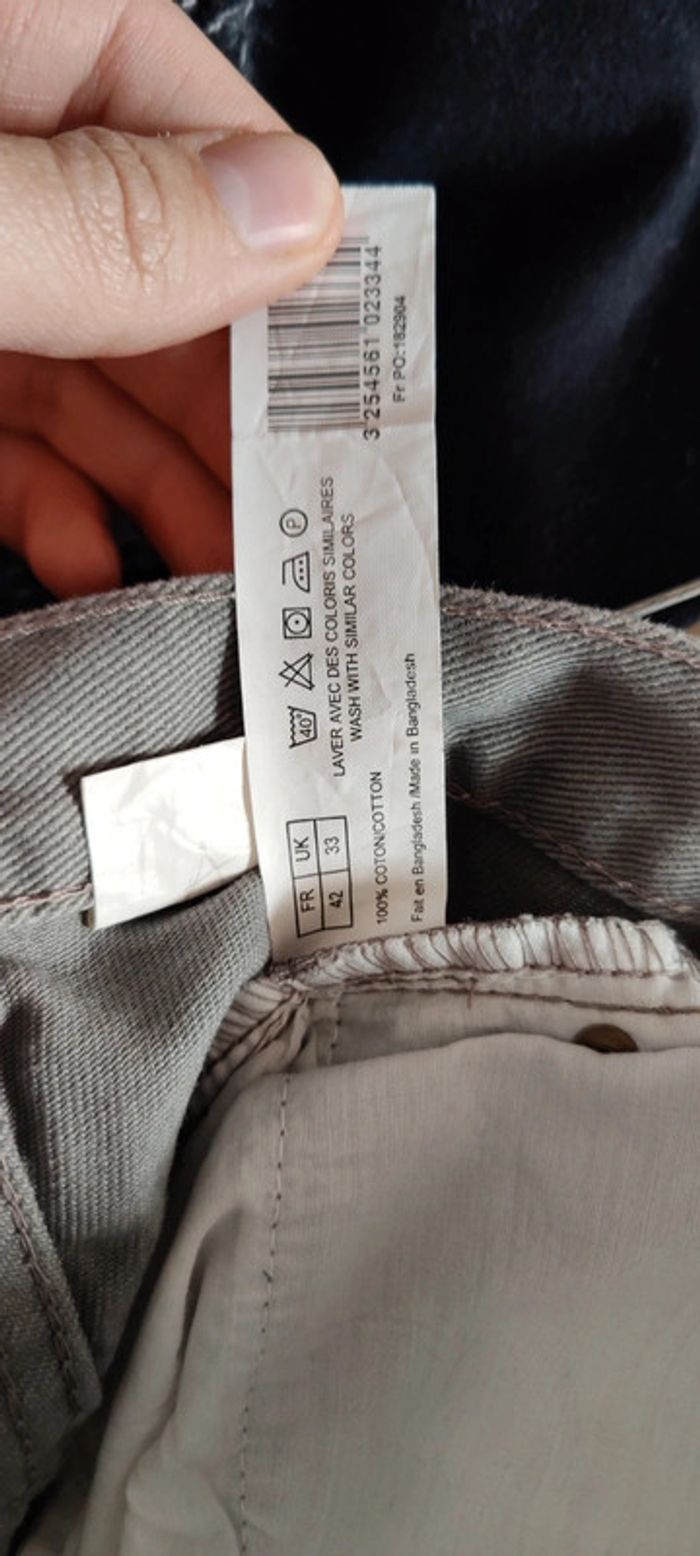 3 254561 023344
Fr PO:182904
40°
P
LAVER AVEC DES COLORIS SIMILAIRES
WASH WITH SIMILAR COLORS
FR UK
42 33
100% COTON/COTTON
Fait en Bangladesh /Made in Bangladesh